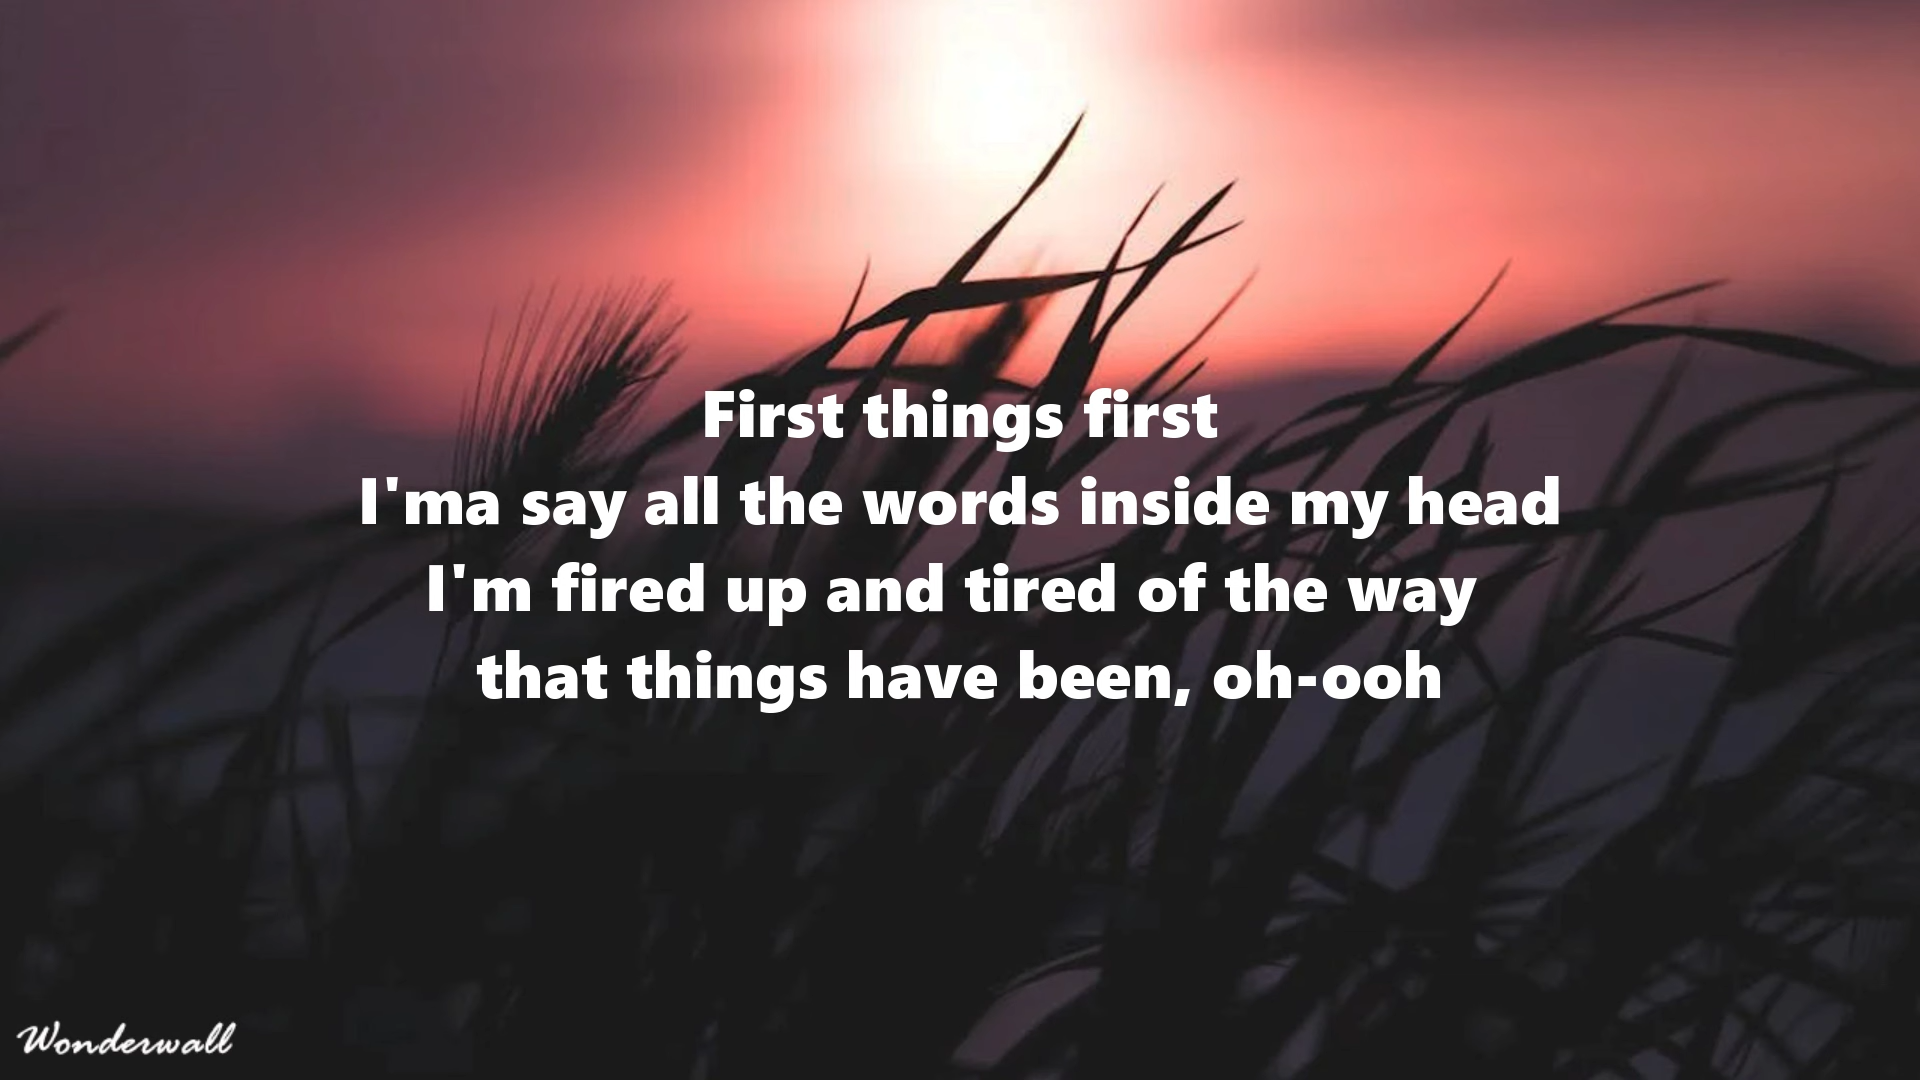 First things first
I'ma say all the words inside my head
I'm fired up and tired of the way
that things have been, oh-ooh
Wonderwall